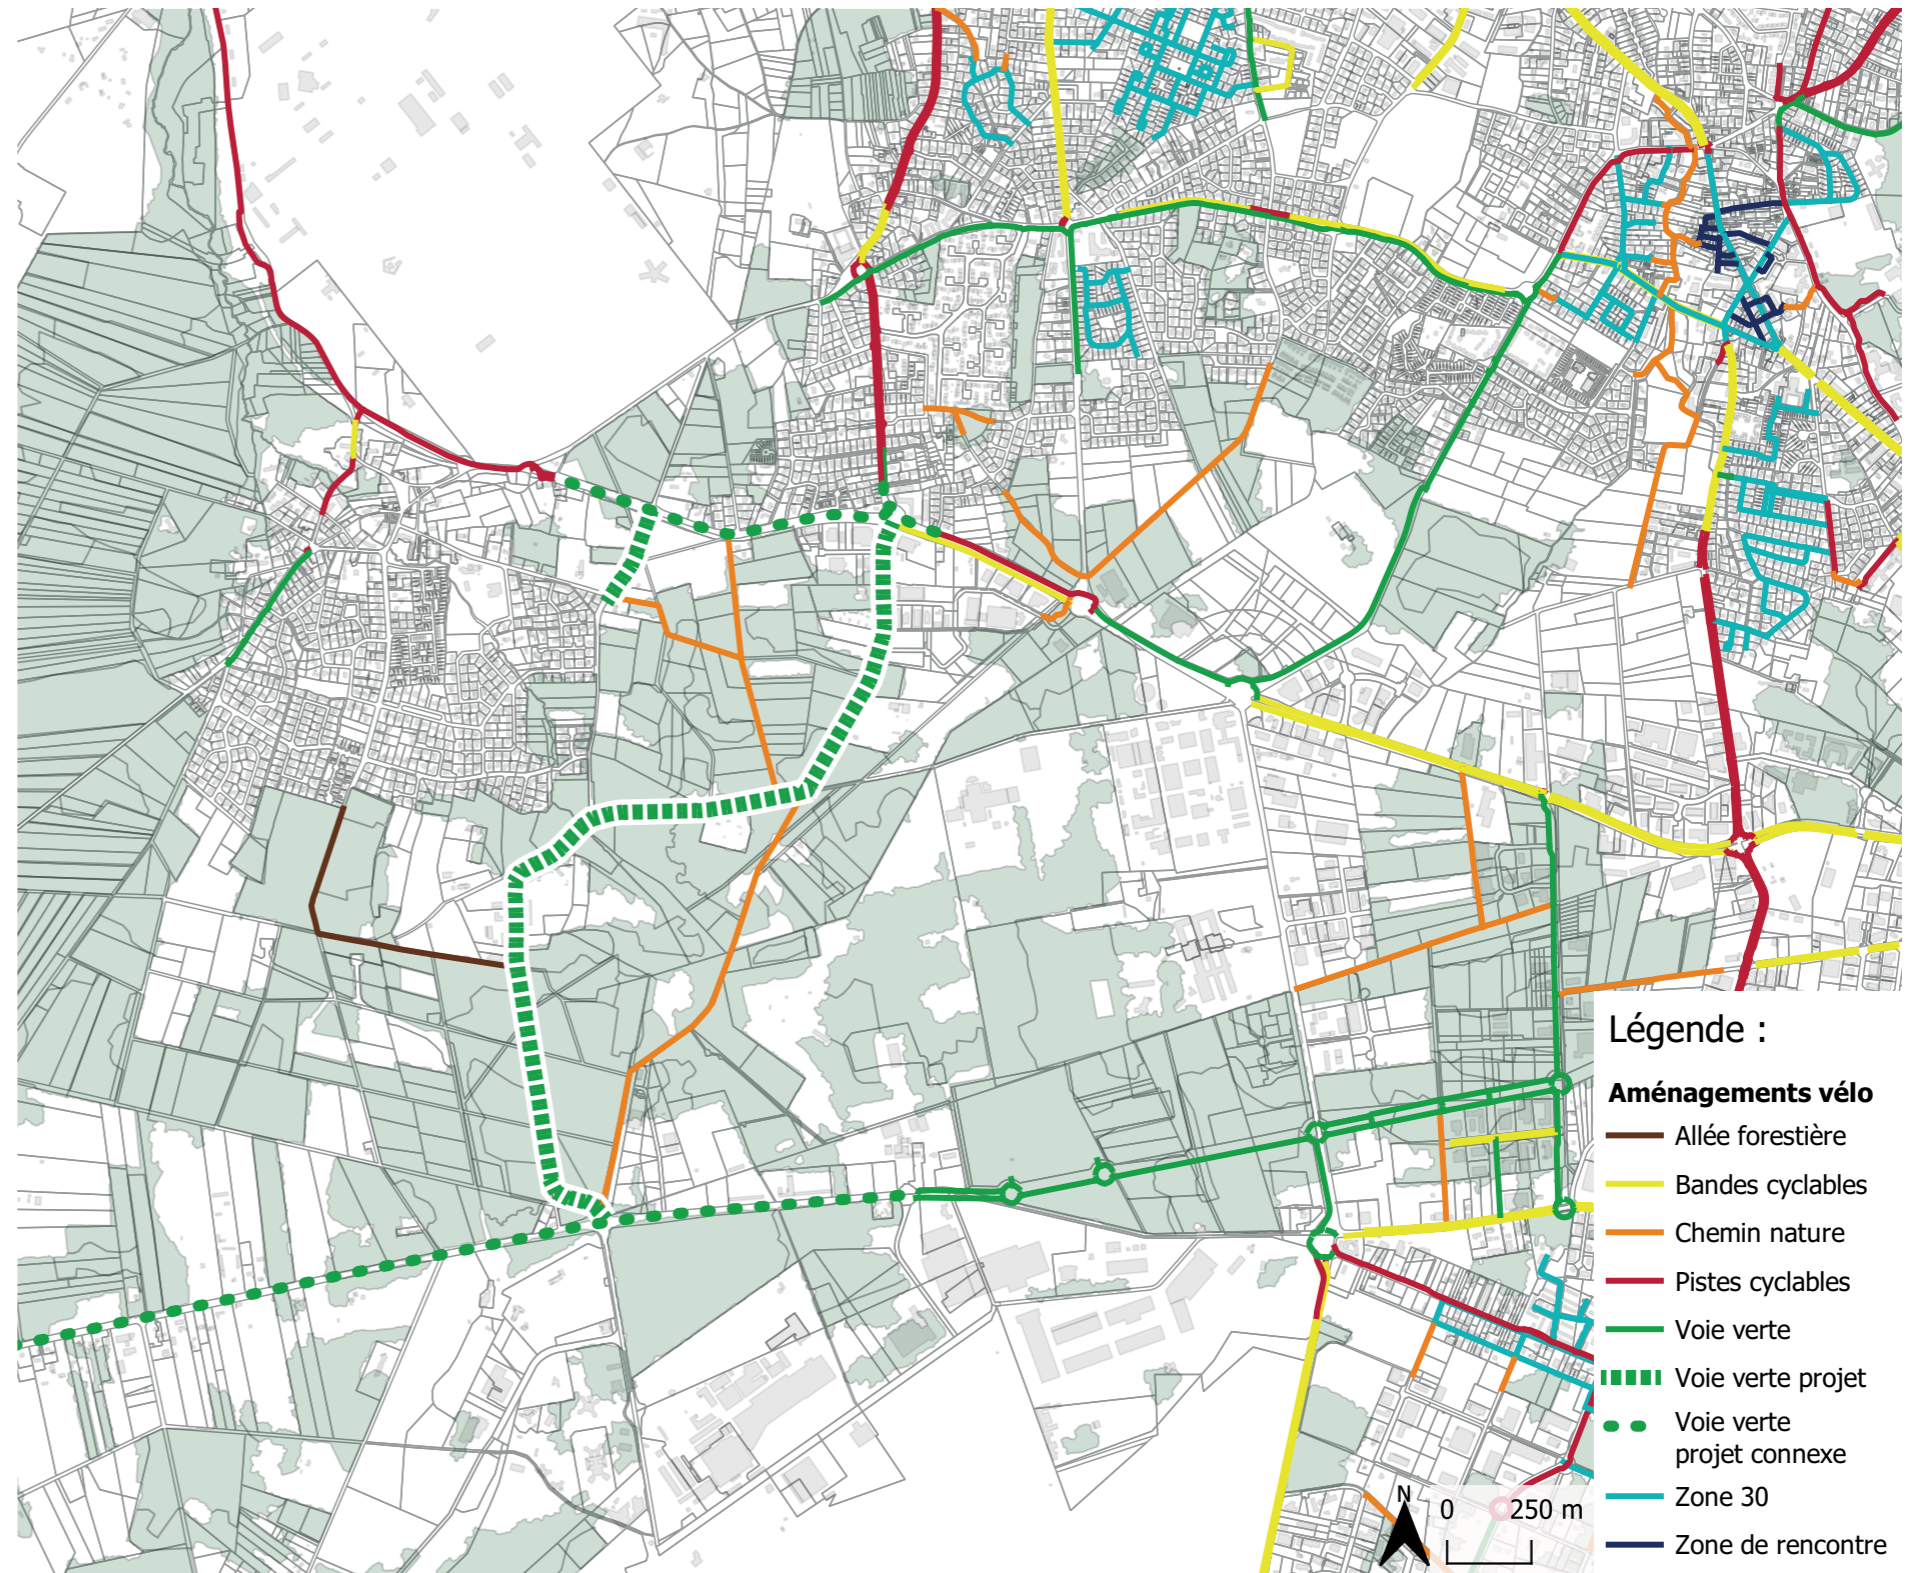 Légende :
Aménagements vélo
Allée forestière
Bandes cyclables
Chemin nature
Pistes cyclables
Voie verte
Voie verte projet
Voie verte
projet connexe
Zone 30
Zone de rencontre
N
0 250 m